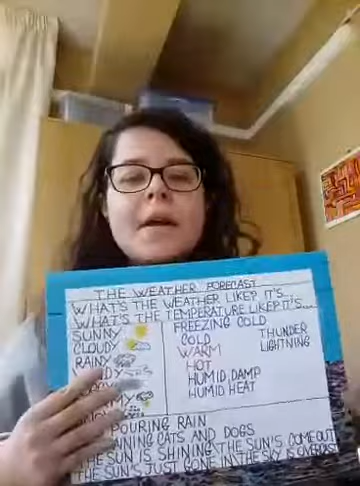 THE WEATHER FORECAST
WHAT'S THE WEATHER LIKE? IT'S...
WHAT'S THE TEMPERATURE LIKE? IT'S...
SUNNY
CLOUDY
RAINY
FREEZING COLD
COLD
WARM
HOT
HUMID DAMP
HUMID HEAT
THUNDER
LIGHTNING
POURING RAIN
CATS AND DOGS
THE SUN IS SHINING THE SUN'S COME OUT
THE SUN'S JUST GONE IN THE SKY IS OVERCAST